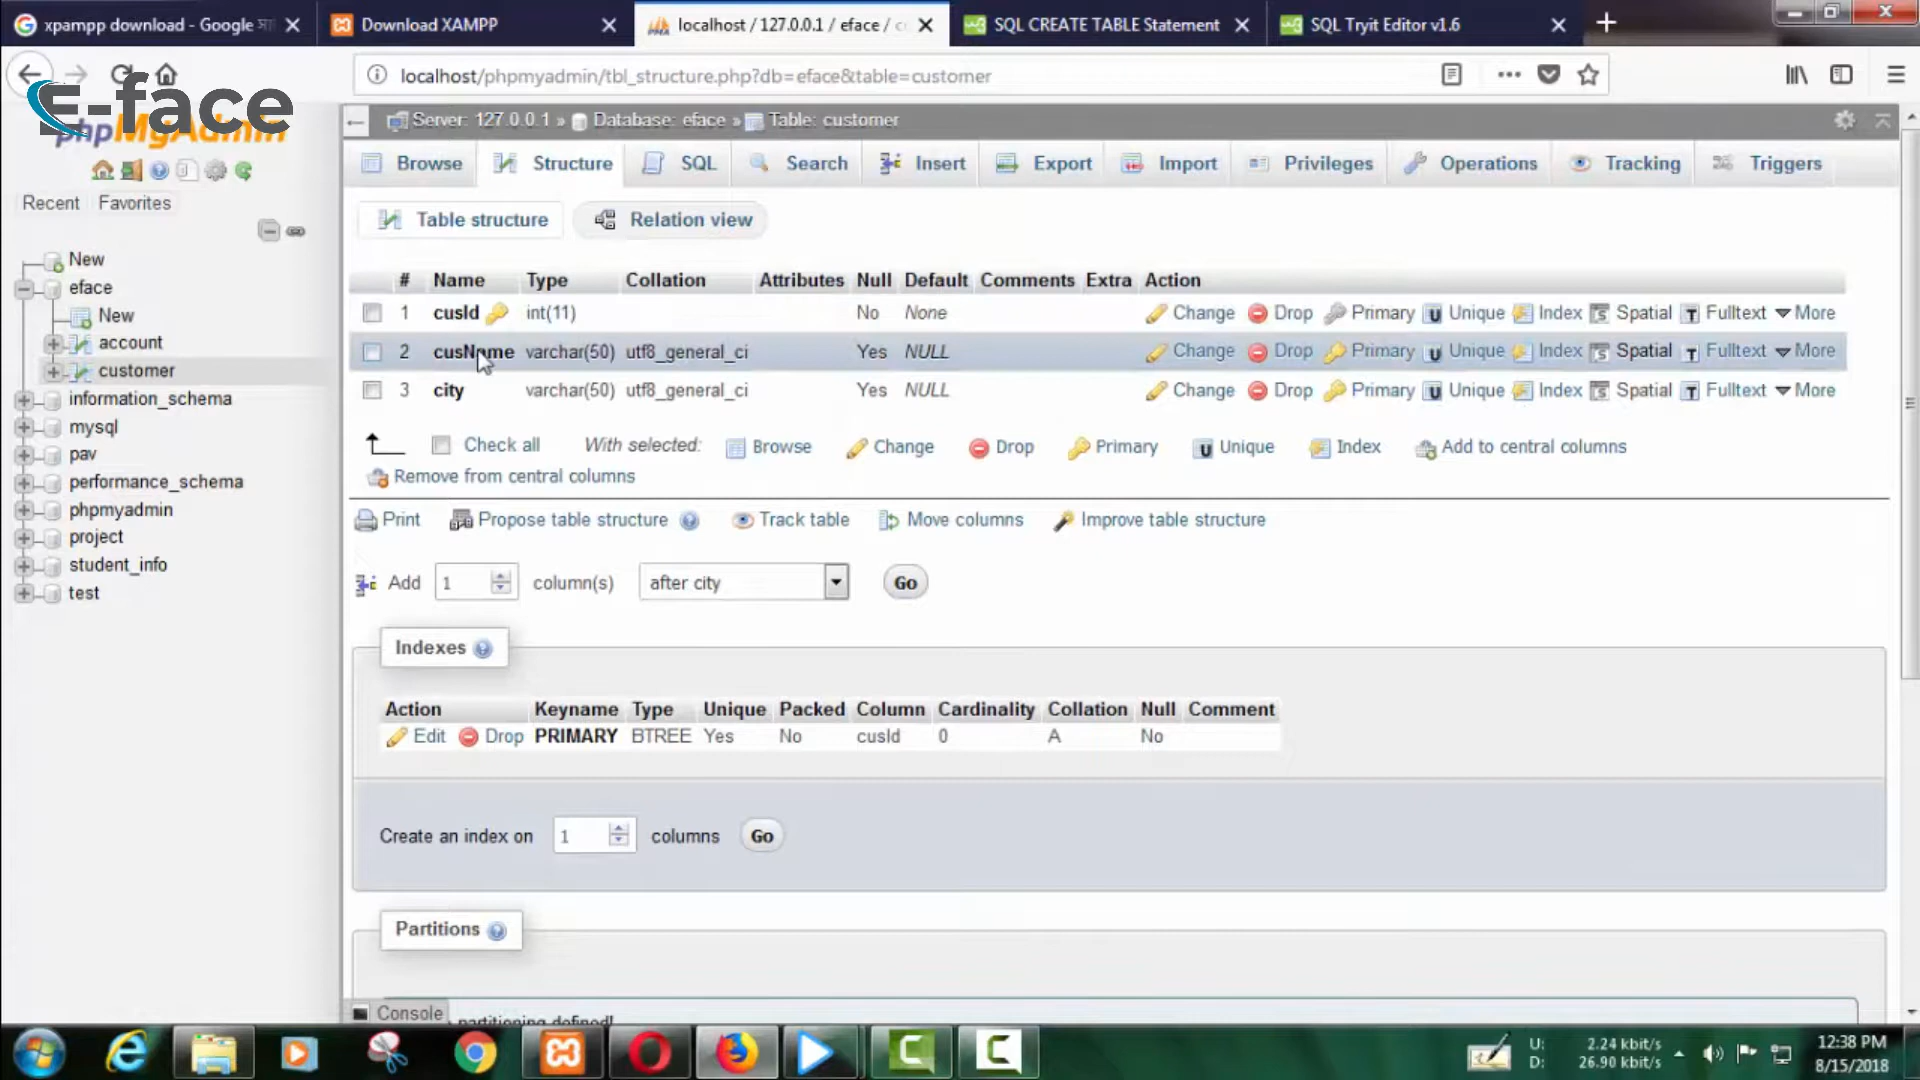 xpampp download - Google
Download XAMPP
localhost / 127.0.0.1 / eface / c
SQL CREATE TABLE Statement
SQL Tryit Editor v1.6
localhost/phpmyadmin/tbl_structure.php?db=eface&table=customer
E-face
phpMyAdmin
Recent Favorites
New
eface
New
account
customer
information_schema
mysql
pav
performance_schema
phpmyadmin
project
student_info
test
Server: 127.0.0.1 » Database: eface » Table: customer
Browse Structure SQL Search Insert Export Import Privileges Operations Tracking Triggers
Table structure Relation view
# Name Type Collation Attributes Null Default Comments Extra Action
1 cusId int(11) No None Change Drop Primary Unique Index Spatial Fulltext More
2 cusName varchar(50) utf8_general_ci Yes NULL Change Drop Primary Unique Index Spatial Fulltext More
3 city varchar(50) utf8_general_ci Yes NULL Change Drop Primary Unique Index Spatial Fulltext More
Check all With selected: Browse Change Drop Primary Unique Index Add to central columns
Remove from central columns
Print Propose table structure Track table Move columns Improve table structure
Add 1 column(s) after city Go
Indexes
Action Keyname Type Unique Packed Column Cardinality Collation Null Comment
Edit Drop PRIMARY BTREE Yes No cusId 0 A No
Create an index on 1 columns Go
Partitions
partitioning defined!
Console
U: 2.24 kbit/s
D: 26.90 kbit/s
12:38 PM
8/15/2018